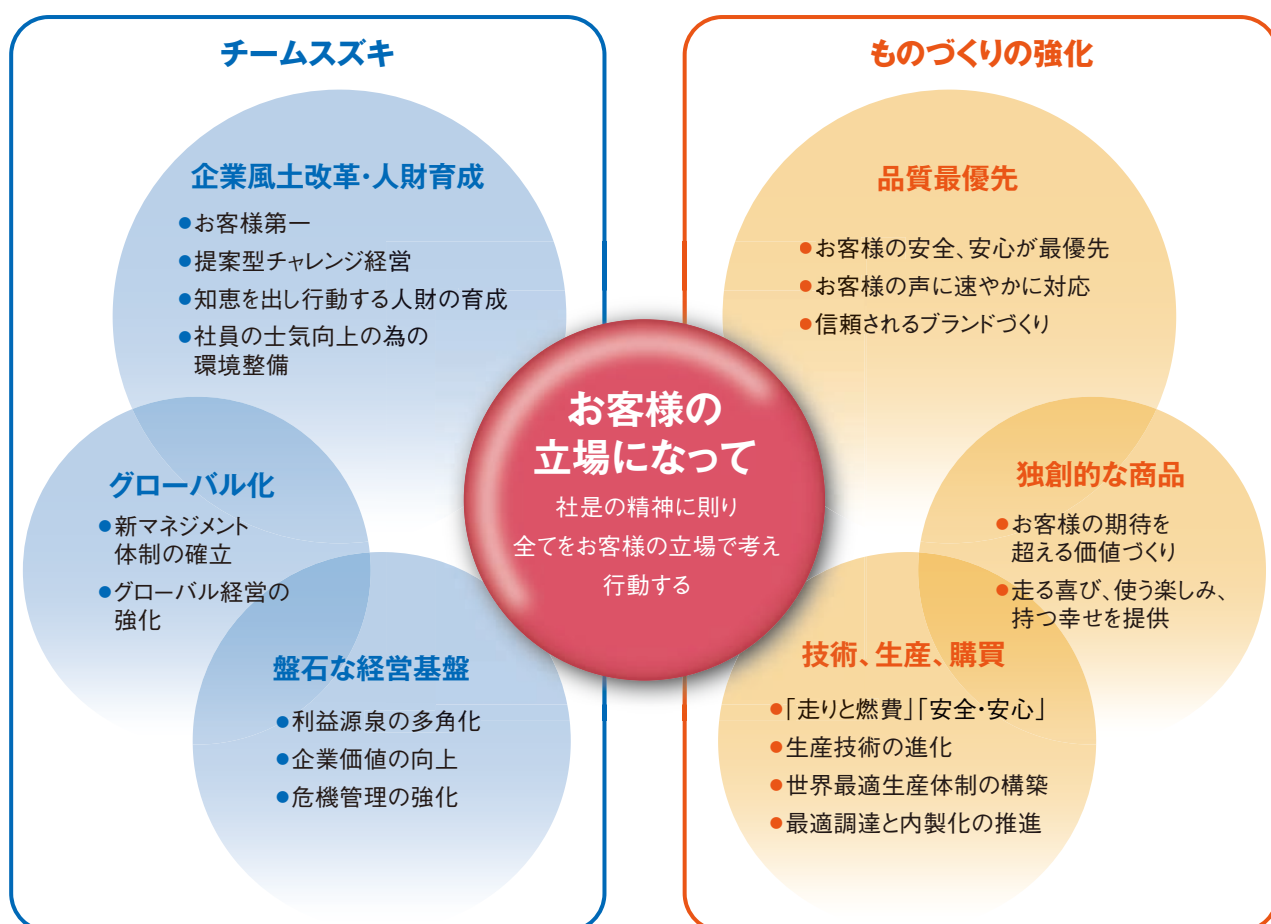 チームスズキ
企業風土改革・人財育成
●お客様第一
●提案型チャレンジ経営
●知恵を出し行動する人財の育成
●社員の士気向上の為の
環境整備
グローバル化
●新マネジメント
体制の確立
●グローバル経営の
強化
盤石な経営基盤
●利益源泉の多角化
●企業価値の向上
●危機管理の強化
お客様の
立場になって
社是の精神に則り
全てをお客様の立場で考え
行動する
ものづくりの強化
品質最優先
●お客様の安全、安心が最優先
●お客様の声に速やかに対応
●信頼されるブランドづくり
独創的な商品
●お客様の期待を
超える価値づくり
●走る喜び、使う楽しみ、
持つ幸せを提供
技術、生産、購買
●「走りと燃費」「安全・安心」
●生産技術の進化
●世界最適生産体制の構築
●最適調達と内製化の推進